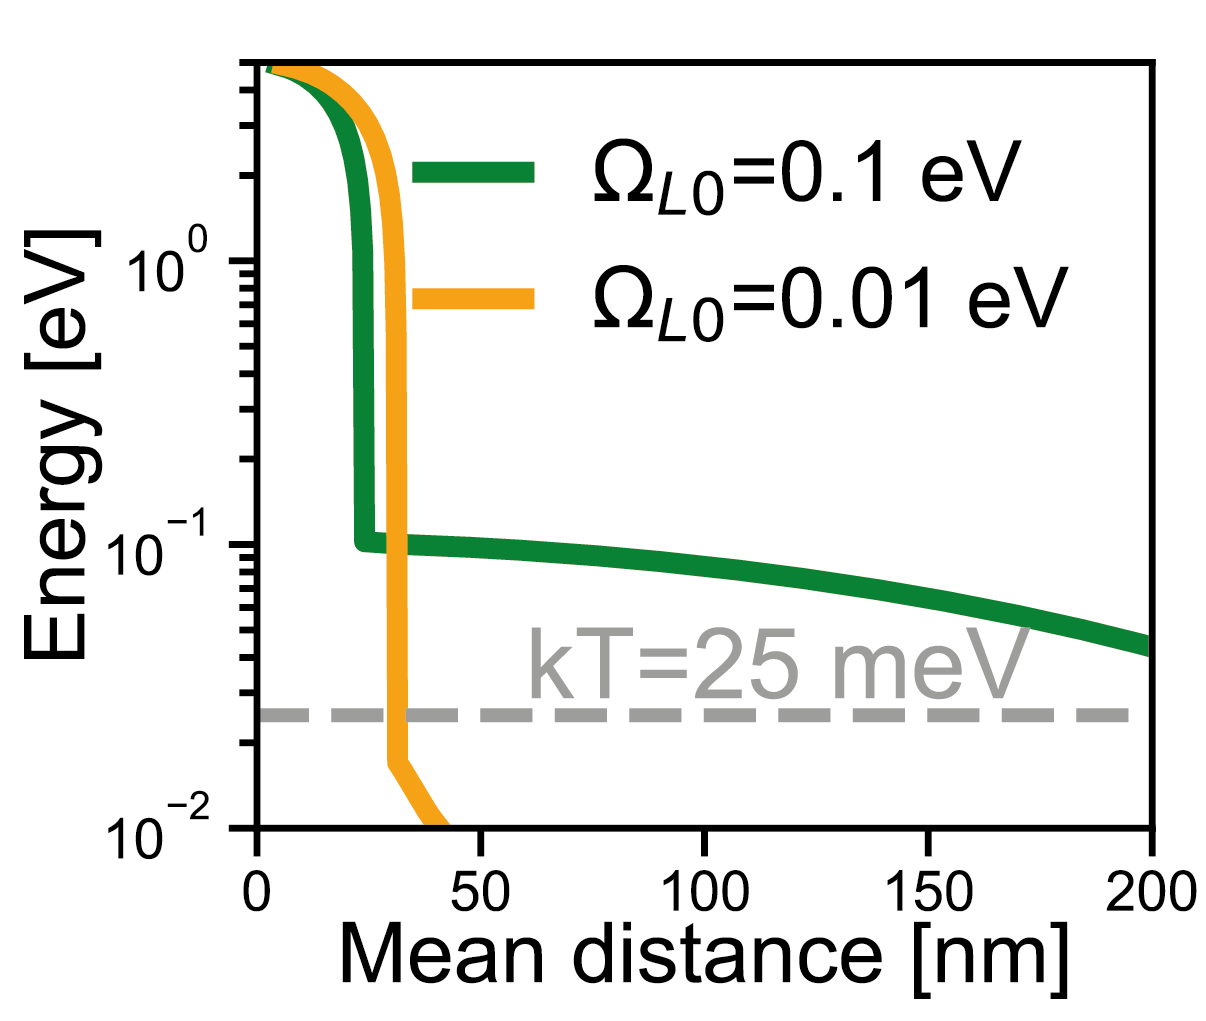 Ω_L0=0.1 eV
Ω_L0=0.01 eV
kT=25 meV
Energy [eV]
10^0
10^−1
10^−2
0 50 100 150 200
Mean distance [nm]